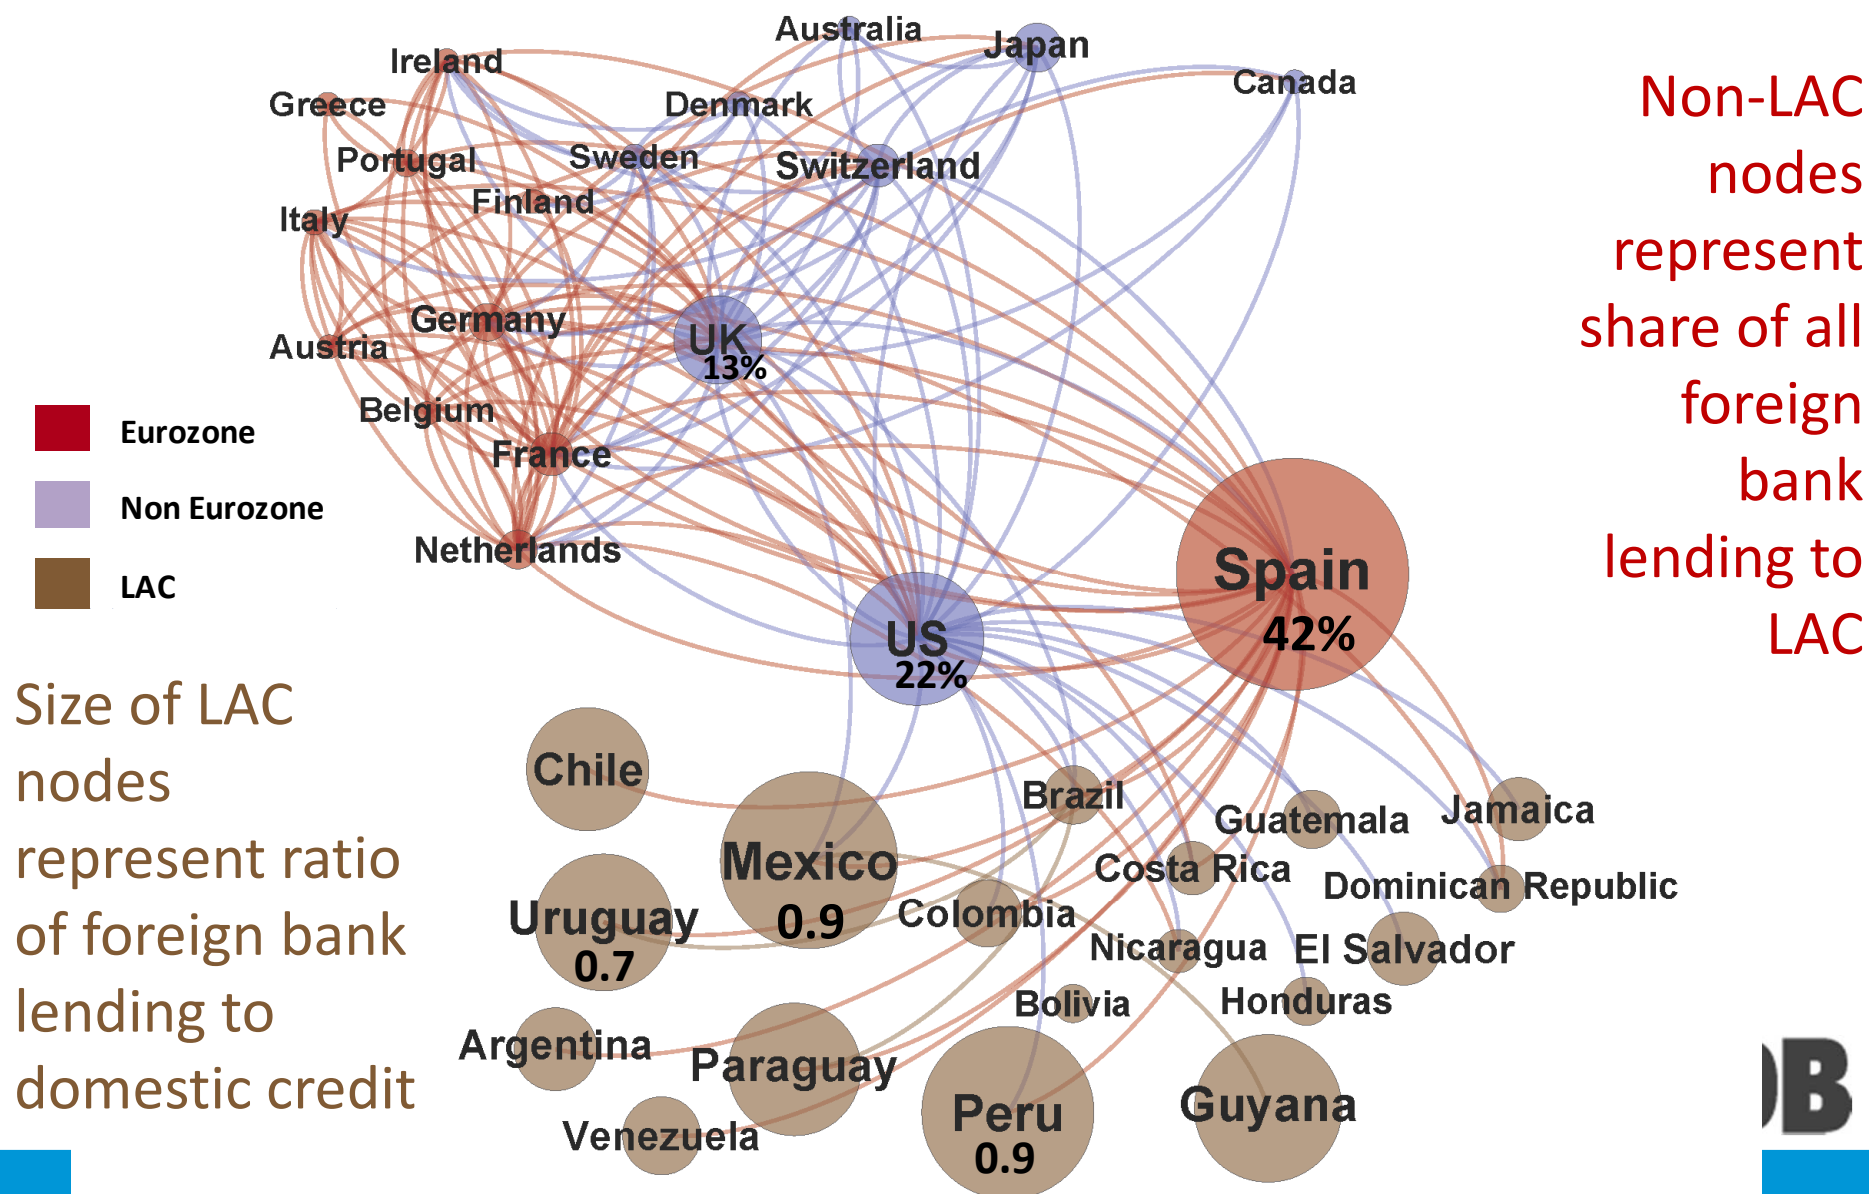 Australia
Japan
Ireland
Canada
Greece
Denmark
Portugal
Sweden
Switzerland
Finland
Italy
Germany
UK
13%
Austria
Belgium
France
Netherlands
Eurozone
Non Eurozone
LAC
Non-LAC
nodes
represent
share of all
foreign
bank
lending to
LAC
Spain
42%
US
22%
Size of LAC
nodes
represent ratio
of foreign bank
lending to
domestic credit
Chile
Brazil
Guatemala
Jamaica
Mexico
0.9
Costa Rica
Dominican Republic
Uruguay
0.7
Colombia
Nicaragua
El Salvador
Bolivia
Honduras
Argentina
Paraguay
Peru
0.9
Guyana
Venezuela
B